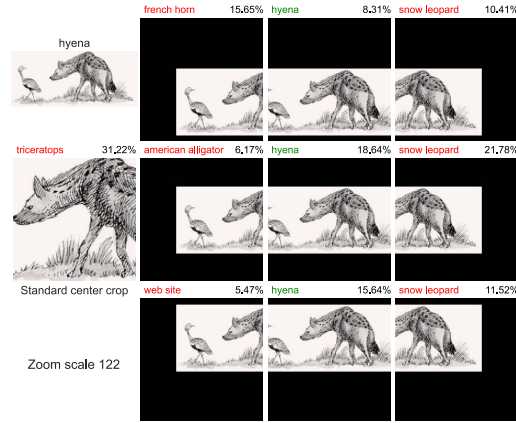 french horn 15.65% hyena 8.31% snow leopard 10.41%
hyena
triceratops 31.22% american alligator 6.17% hyena 18.64% snow leopard 21.78%
Standard center crop web site 5.47% hyena 15.64% snow leopard 11.52%
Zoom scale 122